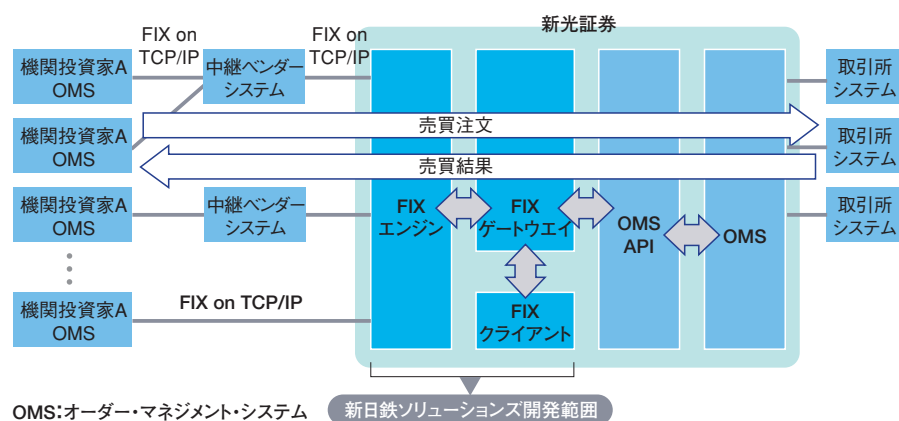 新光証券
FIX on
TCP/IP
FIX on
TCP/IP
機関投資家A
OMS
中継ベンダー
システム
取引所
システム
機関投資家A
OMS
売買注文
取引所
システム
売買結果
機関投資家A
OMS
中継ベンダー
システム
FIX
エンジン
FIX
ゲートウエイ
OMS
API
OMS
取引所
システム
機関投資家A
OMS
FIX on TCP/IP
FIX
クライアント
OMS:オーダー・マネジメント・システム
新日鉄ソリューションズ開発範囲